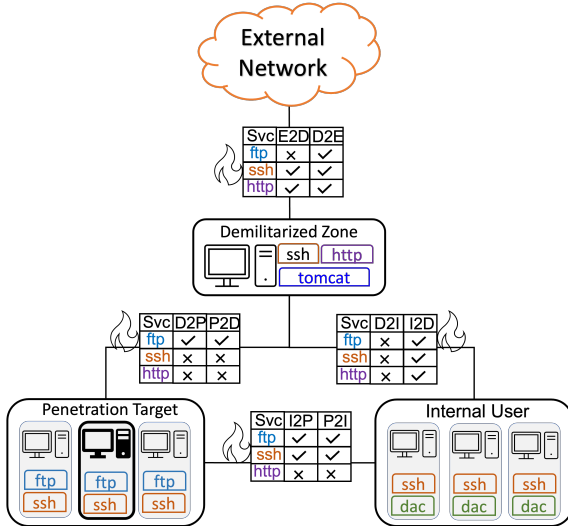 External
Network
Svc E2D D2E
ftp × ✓
ssh ✓ ✓
http ✓ ✓
Demilitarized Zone
ssh http
tomcat
Svc D2P P2D
ftp ✓ ✓
ssh × ×
http × ×
Svc D2I I2D
ftp × ✓
ssh × ✓
http × ✓
Penetration Target
ftp ftp ftp
ssh ssh ssh
Svc I2P P2I
ftp ✓ ✓
ssh ✓ ✓
http × ×
Internal User
ssh ssh ssh
dac dac dac